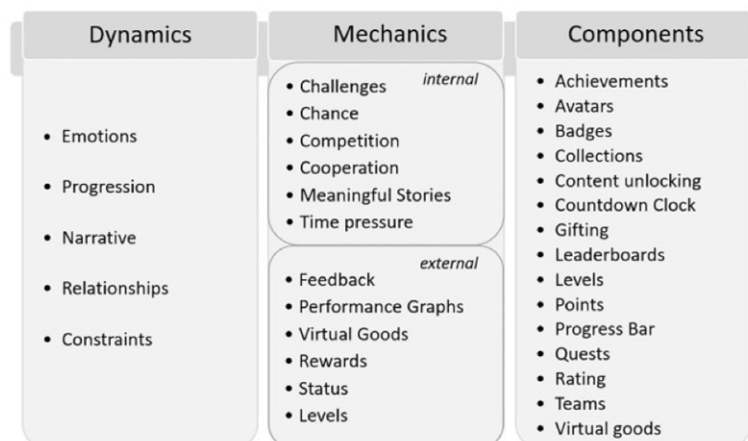 Dynamics
• Emotions
• Progression
• Narrative
• Relationships
• Constraints
Mechanics
internal
• Challenges
• Chance
• Competition
• Cooperation
• Meaningful Stories
• Time pressure
external
• Feedback
• Performance Graphs
• Virtual Goods
• Rewards
• Status
• Levels
Components
• Achievements
• Avatars
• Badges
• Collections
• Content unlocking
• Countdown Clock
• Gifting
• Leaderboards
• Levels
• Points
• Progress Bar
• Quests
• Rating
• Teams
• Virtual goods